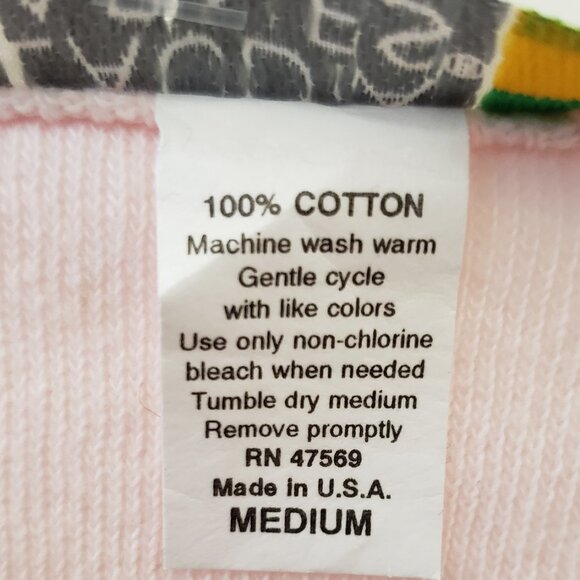 100% COTTON
Machine wash warm
Gentle cycle
with like colors
Use only non-chlorine
bleach when needed
Tumble dry medium
Remove promptly
RN 47569
Made in U.S.A.
MEDIUM